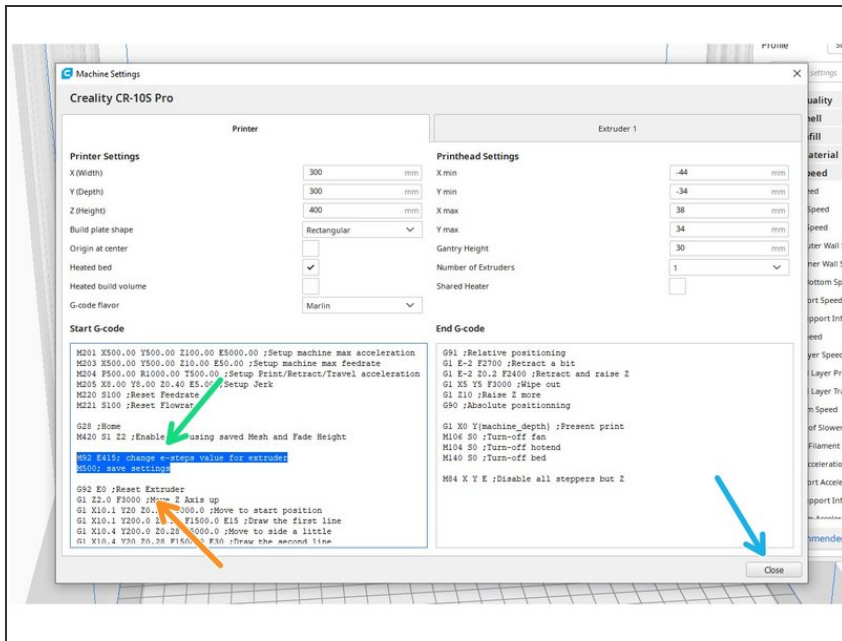 Profile
Machine Settings
settings
Creality CR-10S Pro
Printer
Extruder 1
Printer Settings
X (Width)
300
mm
Y (Depth)
300
mm
Z (Height)
400
mm
Build plate shape
Rectangular
Origin at center
Heated bed
Heated build volume
G-code flavor
Marlin
Printhead Settings
X min
-44
mm
Y min
-34
mm
X max
38
mm
Y max
34
mm
Gantry Height
30
mm
Number of Extruders
1
Shared Heater
Start G-code
M201 X500.00 Y500.00 Z100.00 E5000.00 ;Setup machine max acceleration
M203 X500.00 Y500.00 Z10.00 E50.00 ;Setup machine max feedrate
M204 P500.00 R1000.00 T500.00 ;Setup Print/Retract/Travel acceleration
M205 X8.00 Y8.00 Z0.40 E5.00 ;Setup Jerk
M220 S100 ;Reset Feedrate
M221 S100 ;Reset Flowrate
G28 ;Home
M420 S1 Z2 ;Enable using saved Mesh and Fade Height
M92 E415; change e-steps value for extruder
M500; save settings
G92 E0 ;Reset Extruder
G1 Z2.0 F3000 ;Move Z Axis up
G1 X10.1 Y20 ;Move to start position
G1 X10.1 Y200.0 F1500.0 E15 ;Draw the first line
G1 X10.4 Y200.0 Z0.28 ;Move to side a little
G1 X10.4 Y20 Z0.28 E30 ;Draw the second line
End G-code
G91 ;Relative positioning
G1 E-2 F2700 ;Retract a bit
G1 E-2 Z0.2 F2400 ;Retract and raise Z
G1 X5 Y5 F3000 ;Wipe out
G1 Z10 ;Raise Z more
G90 ;Absolute positionning
G1 X0 Y{machine_depth} ;Present print
M106 S0 ;Turn-off fan
M104 S0 ;Turn-off hotend
M140 S0 ;Turn-off bed
M84 X Y E ;Disable all steppers but Z
Close